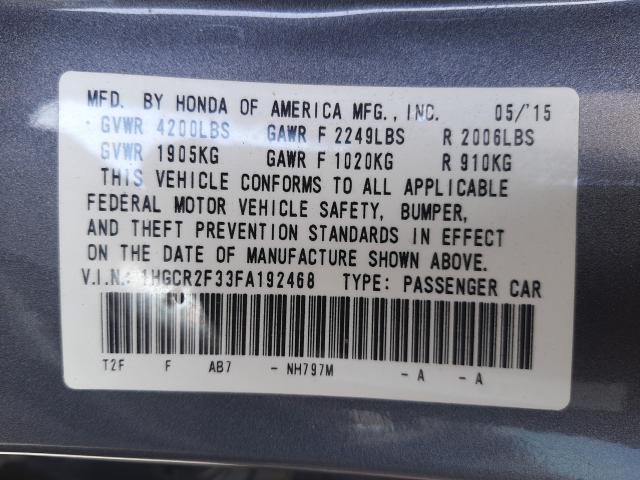 MFD. BY HONDA OF AMERICA MFG., INC. 05/'15
GVWR 4200LBS GAWR F 2249LBS R 2006LBS
GVWR 1905KG GAWR F 1020KG R 910KG
THIS VEHICLE CONFORMS TO ALL APPLICABLE
FEDERAL MOTOR VEHICLE SAFETY, BUMPER,
AND THEFT PREVENTION STANDARDS IN EFFECT
ON THE DATE OF MANUFACTURE SHOWN ABOVE.
V.I.N.: 1HGCR2F33FA192468 TYPE: PASSENGER CAR
T2F F AB7 - NH797M - A - A